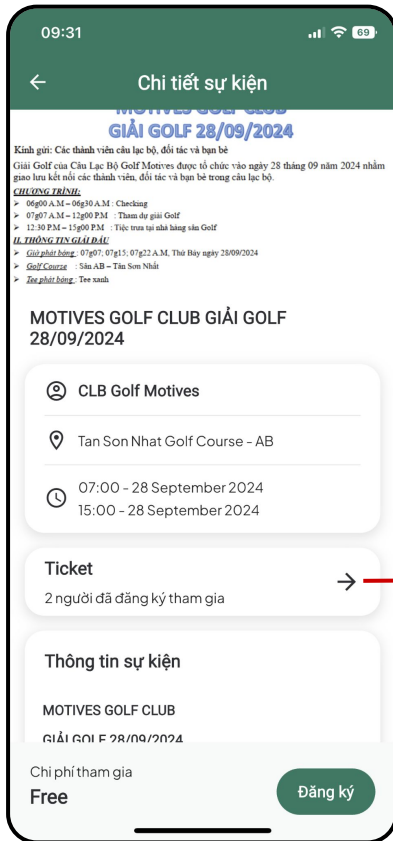 09:31
69
Chi tiết sự kiện
MOTIVES GOLF CLUB
GIẢI GOLF 28/09/2024
Kính gửi: Các thành viên câu lạc bộ, đối tác và bạn bè
Giải Golf của Câu Lạc Bộ Golf Motives được tổ chức vào ngày 28 tháng 09 năm 2024 nhằm
giao lưu kết nối các thành viên, đối tác và bạn bè trong câu lạc bộ.
CHƯƠNG TRÌNH:
➢ 06g00 A.M – 06g30 A.M : Checking
➢ 07g07 A.M – 12g00 P.M : Tham dự giải Golf
➢ 12:30 P.M – 15g00 P.M : Tiệc trưa tại nhà hàng sân Golf
II. THÔNG TIN GIẢI ĐẤU
➢ Giờ phát bóng : 07g07; 07g15; 07g22 A.M, Thứ Bảy ngày 28/09/2024
➢ Golf Course : Sân AB – Tân Sơn Nhất
➢ Tee phát bóng : Tee xanh
MOTIVES GOLF CLUB GIẢI GOLF
28/09/2024
CLB Golf Motives
Tan Son Nhat Golf Course - AB
07:00 - 28 September 2024
15:00 - 28 September 2024
Ticket
2 người đã đăng ký tham gia
Thông tin sự kiện
MOTIVES GOLF CLUB
GIẢI GOLF 28/09/2024
Chi phí tham gia
Free
Đăng ký